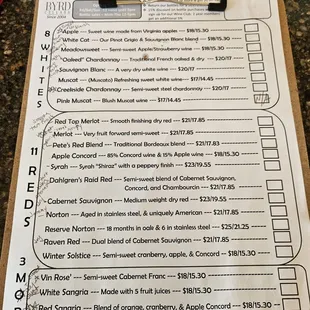 BYRD
CELLARS
Since 2008
8 WHITES
Apple --- Sweet wine made from Virginia apples --- $18/15.30
White Cat --- Our Pinot Grigio & Sauvignon Blanc blend --- $18/15.30
Meadowsweet --- Semi-sweet Apple/Strawberry wine --- $18/15.30
"Oaked" Chardonnay --- Traditional French oaked & dry --- $20/17
Sauvignon Blanc --- A very dry white wine --- $20/17
Muscat --- (Muscato) Refreshing sweet white wine --- $17/14.45
Creekside Chardonnay --- Semi-sweet steel chardonnay --- $20/17
Pink Muscat --- Blush Muscat wine --- $17/14.45
11 REDS
Red Top Merlot --- Smooth finishing dry red --- $21/17.85
Merlot --- Very fruit forward semi-sweet --- $21/17.85
Pete's Red Blend --- Traditional Bordeaux blend --- $21/17.85
Apple Concord --- 85% Concord wine & 15% Apple wine --- $18/15.30
Syrah --- Syrah "Shiraz" with a peppery finish --- $23/19.55
Dahlgren's Raid Red --- Semi-sweet blend of Cabernet Sauvignon,
Concord, and Chambourcin --- $21/17.85
Cabernet Sauvignon --- Medium weight dry red --- $23/19.55
Norton --- Aged in stainless steel, & uniquely American --- $21/17.85
Reserve Norton --- 18 months in oak & 6 in stainless --- $25/21.25
Raven Red --- Dual blend of Cabernet Sauvignon --- $21/17.85
Winter Solstice --- Semi-sweet cranberry, apple, & Concord --- $18/15.30
3 MOR
Vin Rose' --- Semi-sweet Cabernet Franc --- $18/15.30
White Sangria --- Made with 5 fruit juices --- $18/15.30
Red Sangria --- Blend of orange, cranberry, & Apple Concord --- $18/15.30